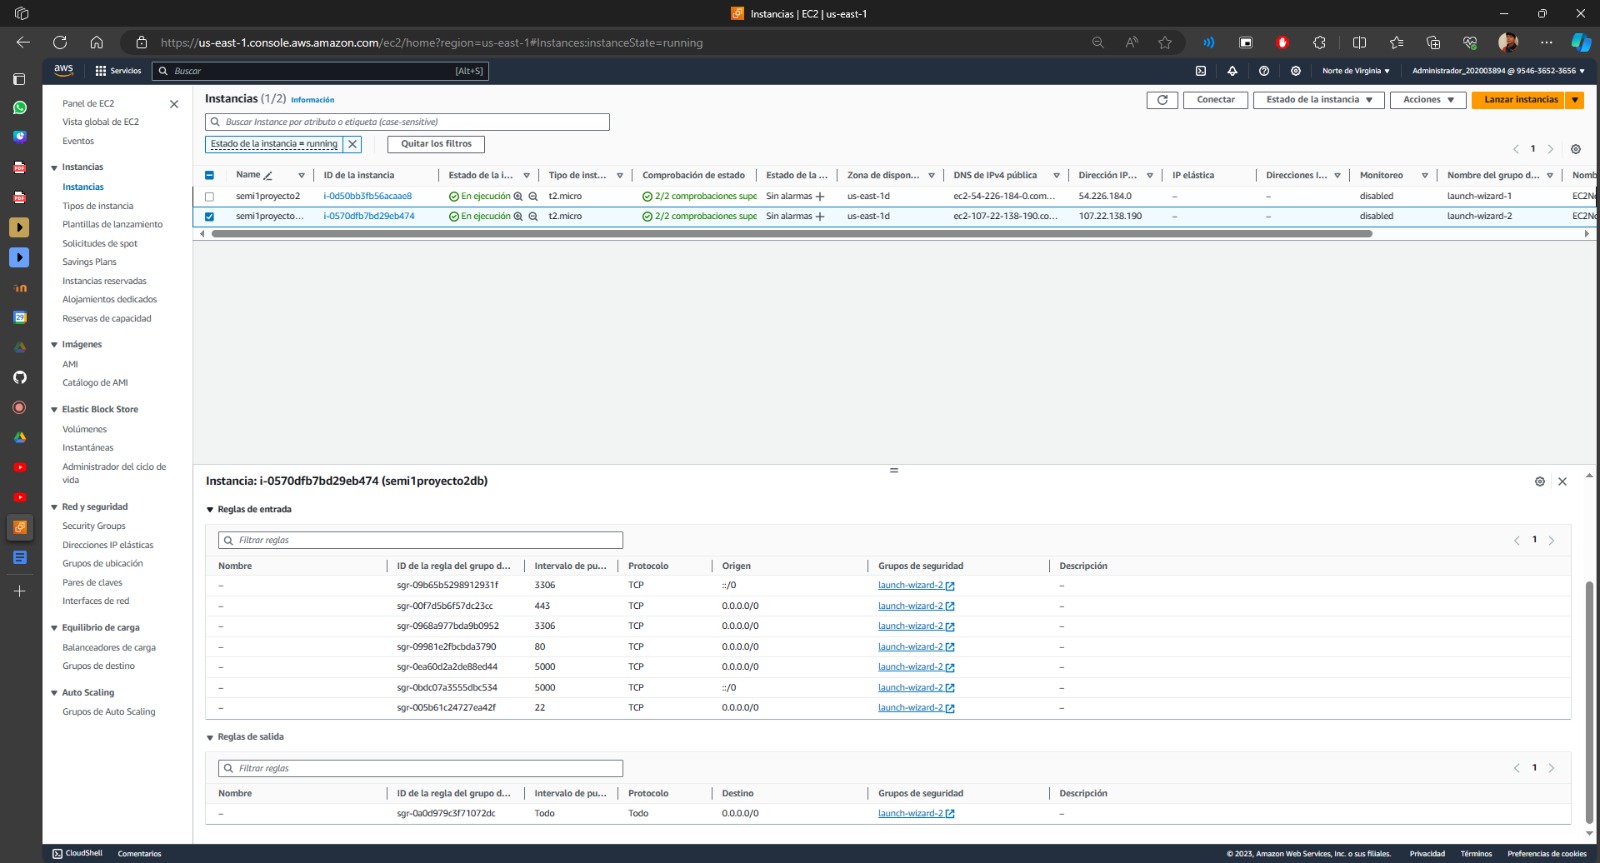 Instancias | EC2 | us-east-1
https://us-east-1.console.aws.amazon.com/ec2/home?region=us-east-1#Instances:instanceState=running
aws Servicios Buscar [Alt+S] Norte de Virginia Administrador_202003894 @ 9546-3652-3656
Panel de EC2
Vista global de EC2
Eventos
Instancias
Instancias
Tipos de instancia
Plantillas de lanzamiento
Solicitudes de spot
Savings Plans
Instancias reservadas
Alojamientos dedicados
Reservas de capacidad
Imágenes
AMI
Catálogo de AMI
Elastic Block Store
Volúmenes
Instantáneas
Administrador del ciclo de
vida
Red y seguridad
Security Groups
Direcciones IP elásticas
Grupos de ubicación
Pares de claves
Interfaces de red
Equilibrio de carga
Balanceadores de carga
Grupos de destino
Auto Scaling
Grupos de Auto Scaling
Instancias (1/2) Información Conectar Estado de la instancia Acciones Lanzar instancias
Buscar Instance por atributo o etiqueta (case-sensitive)
Estado de la instancia = running Quitar los filtros
1
Name ID de la instancia Estado de la i... Tipo de inst... Comprobación de estado Estado de la ... Zona de dispon... DNS de IPv4 pública Dirección IP... IP elástica Direcciones I... Monitoreo Nombre del grupo d... Nomb
semi1proyecto2 i-0d50bb3fb56acaae8 En ejecución t2.micro 2/2 comprobaciones supe Sin alarmas + us-east-1d ec2-54-226-184-0.com... 54.226.184.0 – – disabled launch-wizard-1 EC2N
semi1proyecto... i-0570dfb7bd29eb474 En ejecución t2.micro 2/2 comprobaciones supe Sin alarmas + us-east-1d ec2-107-22-138-190.co... 107.22.138.190 – – disabled launch-wizard-2 EC2N
Instancia: i-0570dfb7bd29eb474 (semi1proyecto2db)
Reglas de entrada
Filtrar reglas 1
Nombre ID de la regla del grupo d... Intervalo de pu... Protocolo Origen Grupos de seguridad Descripción
– sgr-09b65b5298912931f 3306 TCP ::/0 launch-wizard-2 –
– sgr-00f7d5b6f57dc23cc 443 TCP 0.0.0.0/0 launch-wizard-2 –
– sgr-0968a977bda9b0952 3306 TCP 0.0.0.0/0 launch-wizard-2 –
– sgr-09981e2fbcbda3790 80 TCP 0.0.0.0/0 launch-wizard-2 –
– sgr-0ea60d2a2de88ed44 5000 TCP 0.0.0.0/0 launch-wizard-2 –
– sgr-0bdc07a3555dbc534 5000 TCP ::/0 launch-wizard-2 –
– sgr-005b61c24727ea42f 22 TCP 0.0.0.0/0 launch-wizard-2 –
Reglas de salida
Filtrar reglas 1
Nombre ID de la regla del grupo d... Intervalo de pu... Protocolo Destino Grupos de seguridad Descripción
– sgr-0a0d979c3f71072dc Todo Todo 0.0.0.0/0 launch-wizard-2 –
CloudShell Comentarios © 2023, Amazon Web Services, Inc. o sus filiales. Privacidad Términos Preferencias de cookies